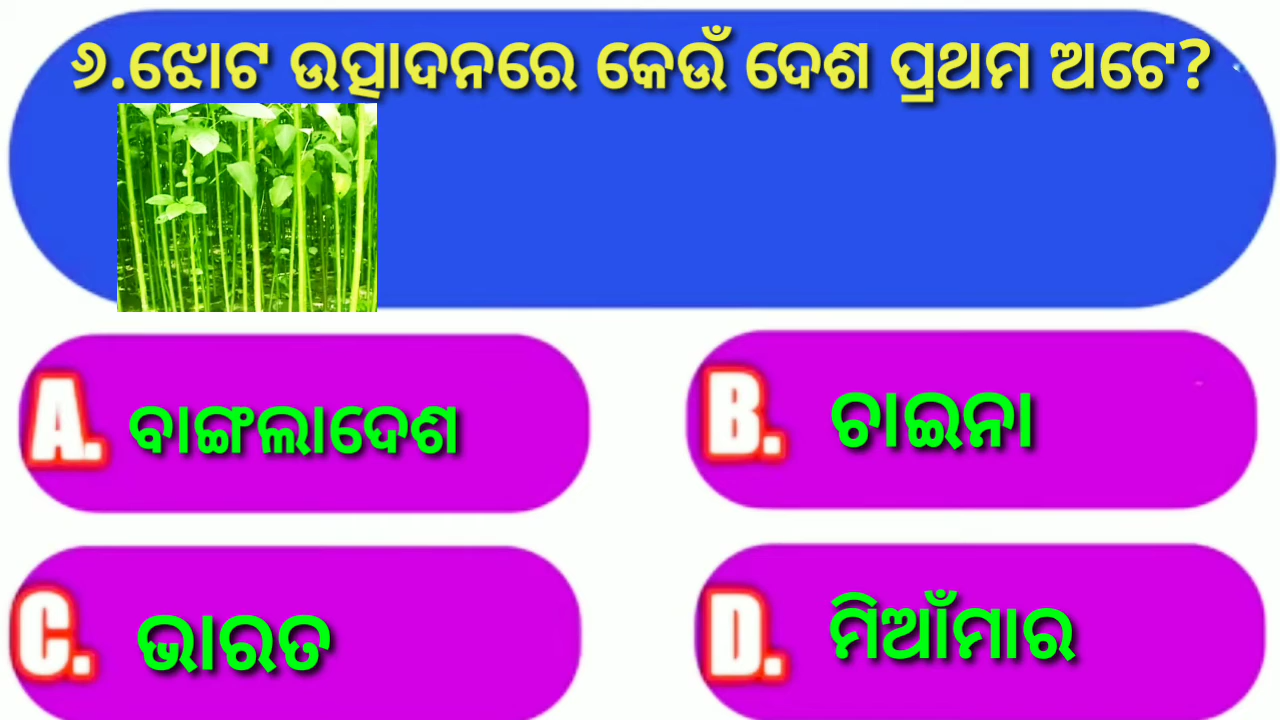 ୬.ଝୋଟ ଉତ୍ପାଦନରେ କେଉଁ ଦେଶ ପ୍ରଥମ ଅଟେ?
A. ବାଙ୍ଗଲାଦେଶ
B. ଚାଇନା
C. ଭାରତ
D. ମିଆଁମାର